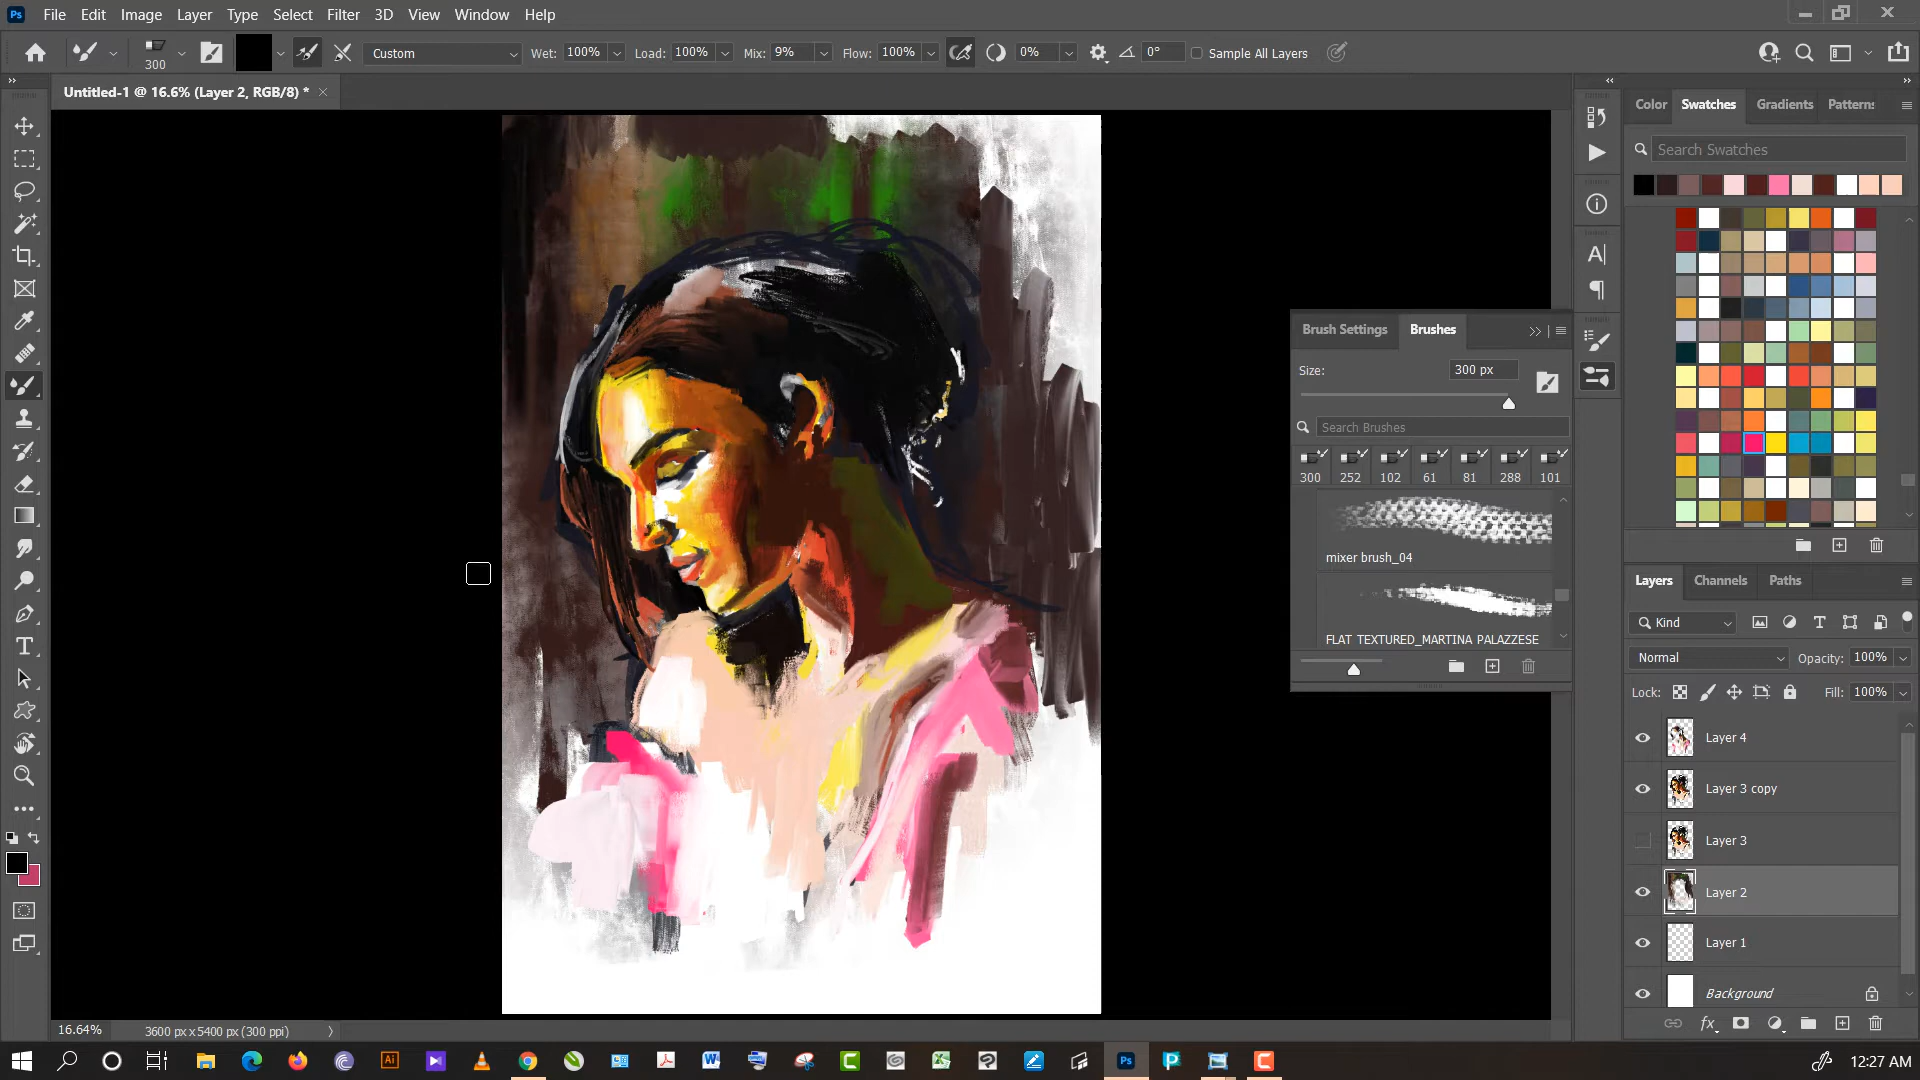 Ps File Edit Image Layer Type Select Filter 3D View Window Help
300 Custom Wet: 100% Load: 100% Mix: 9% Flow: 100% 0% 0° Sample All Layers
Untitled-1 @ 16.6% (Layer 2, RGB/8) *
Color Swatches Gradients Patterns
Search Swatches
Brush Settings Brushes
Size: 300 px
Search Brushes
300 252 102 61 81 288 101
mixer brush_04
FLAT TEXTURED_MARTINA PALAZZESE
Layers Channels Paths
Kind
Normal Opacity: 100%
Lock: Fill: 100%
Layer 4
Layer 3 copy
Layer 3
Layer 2
Layer 1
Background
fx
16.64% 3600 px x 5400 px (300 ppi)
Ai Ps 12:27 AM